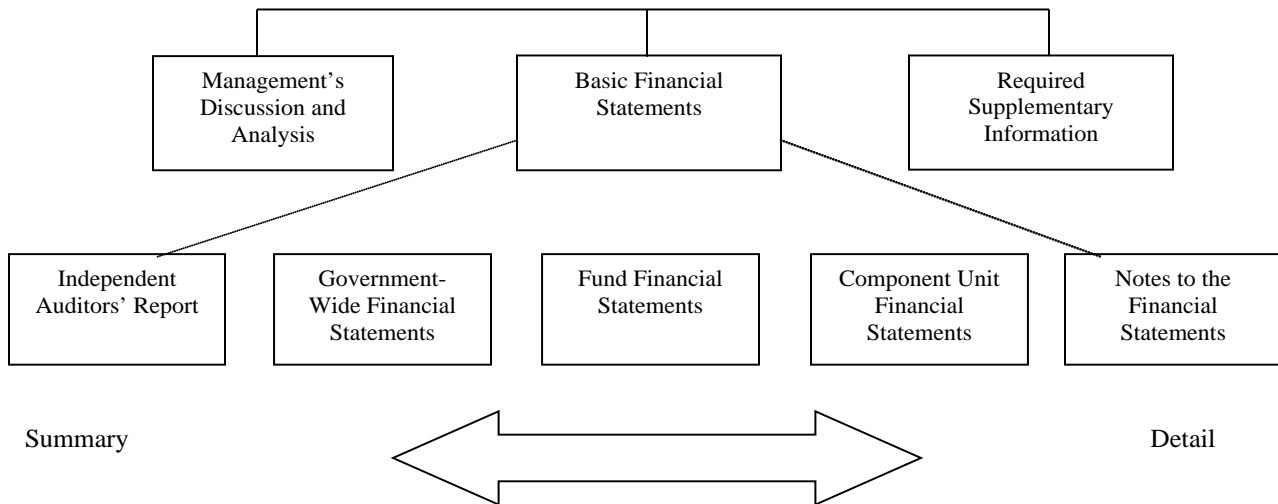 Management’s
Discussion and
Analysis
Basic Financial
Statements
Required
Supplementary
Information
Independent
Auditors’ Report
Government-
Wide Financial
Statements
Fund Financial
Statements
Component Unit
Financial
Statements
Notes to the
Financial
Statements
Summary
Detail